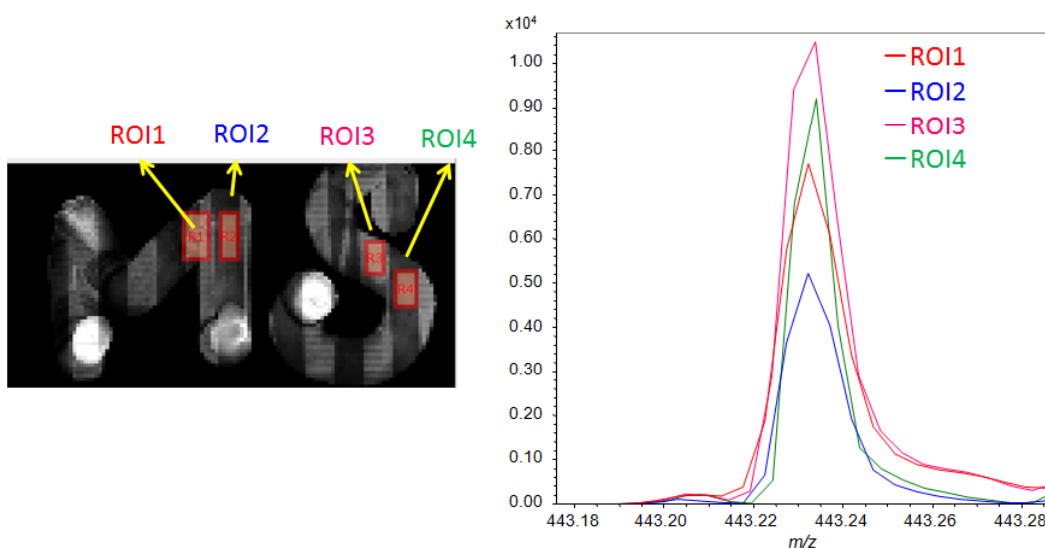 ROI1
ROI2
ROI3
ROI4
R1
R2
R3
R4
x10⁴
1.00
0.90
0.80
0.70
0.60
0.50
0.40
0.30
0.20
0.10
0.00
443.18
443.20
443.22
443.24
443.26
443.28
m/z
ROI1
ROI2
ROI3
ROI4